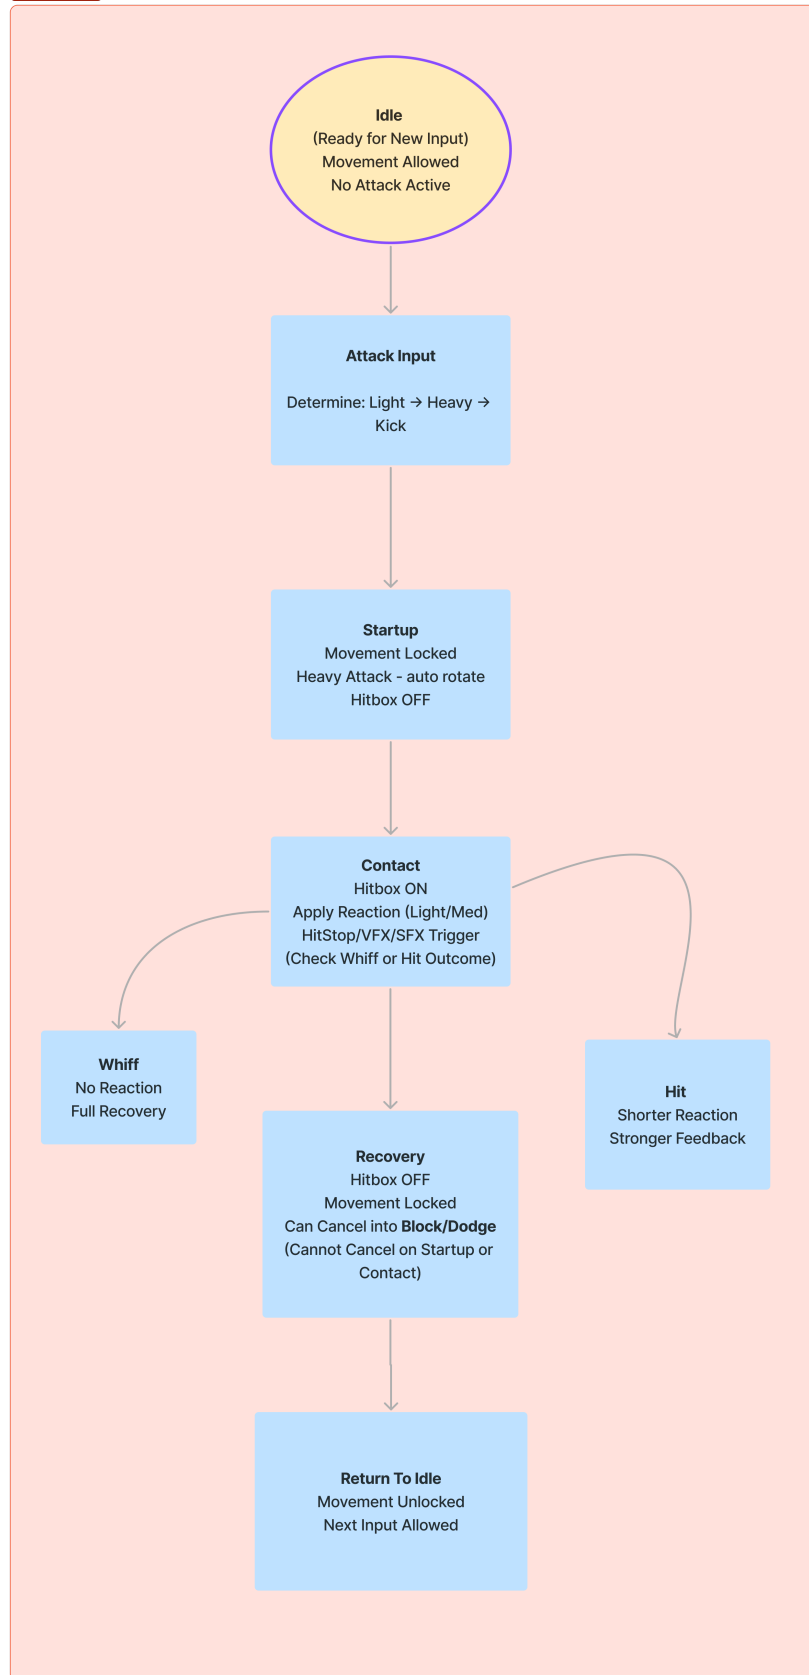 Idle
(Ready for New Input)
Movement Allowed
No Attack Active
Attack Input
Determine: Light → Heavy →
Kick
Startup
Movement Locked
Heavy Attack - auto rotate
Hitbox OFF
Contact
Hitbox ON
Apply Reaction (Light/Med)
HitStop/VFX/SFX Trigger
(Check Whiff or Hit Outcome)
Whiff
No Reaction
Full Recovery
Hit
Shorter Reaction
Stronger Feedback
Recovery
Hitbox OFF
Movement Locked
Can Cancel into Block/Dodge
(Cannot Cancel on Startup or
Contact)
Return To Idle
Movement Unlocked
Next Input Allowed